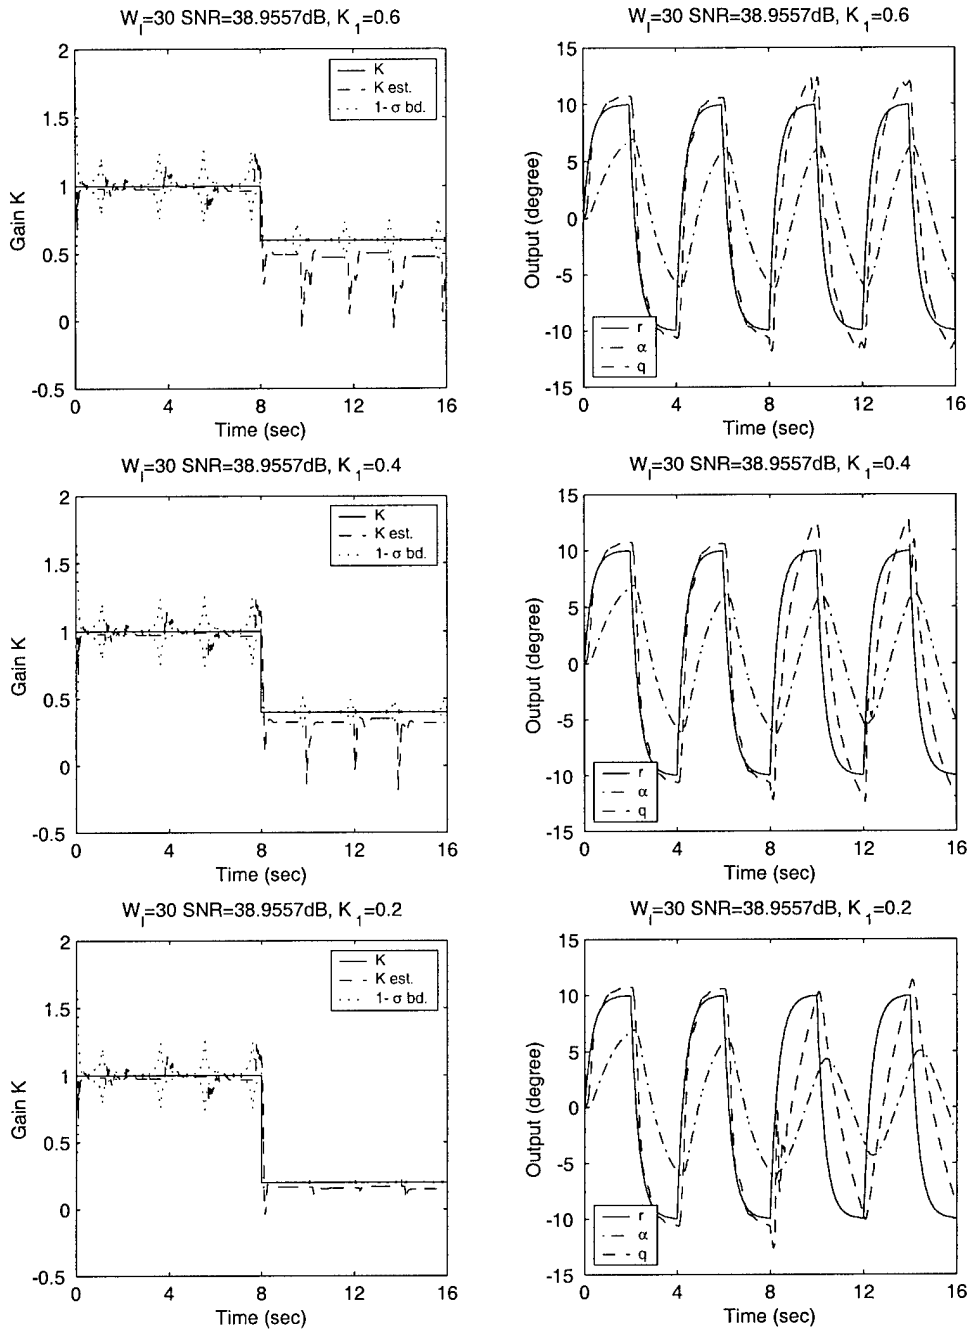 W_I=30 SNR=38.9557dB, K_1=0.6
2
1.5
1
0.5
0
-0.5
Gain K
K
K est.
1- σ bd.
0 4 8 12 16
Time (sec)
W_I=30 SNR=38.9557dB, K_1=0.6
15
10
5
0
-5
-10
-15
Output (degree)
r
α
q
0 4 8 12 16
Time (sec)
W_I=30 SNR=38.9557dB, K_1=0.4
2
1.5
1
0.5
0
-0.5
Gain K
K
K est.
1- σ bd.
0 4 8 12 16
Time (sec)
W_I=30 SNR=38.9557dB, K_1=0.4
15
10
5
0
-5
-10
-15
Output (degree)
r
α
q
0 4 8 12 16
Time (sec)
W_I=30 SNR=38.9557dB, K_1=0.2
2
1.5
1
0.5
0
-0.5
Gain K
K
K est.
1- σ bd.
0 4 8 12 16
Time (sec)
W_I=30 SNR=38.9557dB, K_1=0.2
15
10
5
0
-5
-10
-15
Output (degree)
r
α
q
0 4 8 12 16
Time (sec)